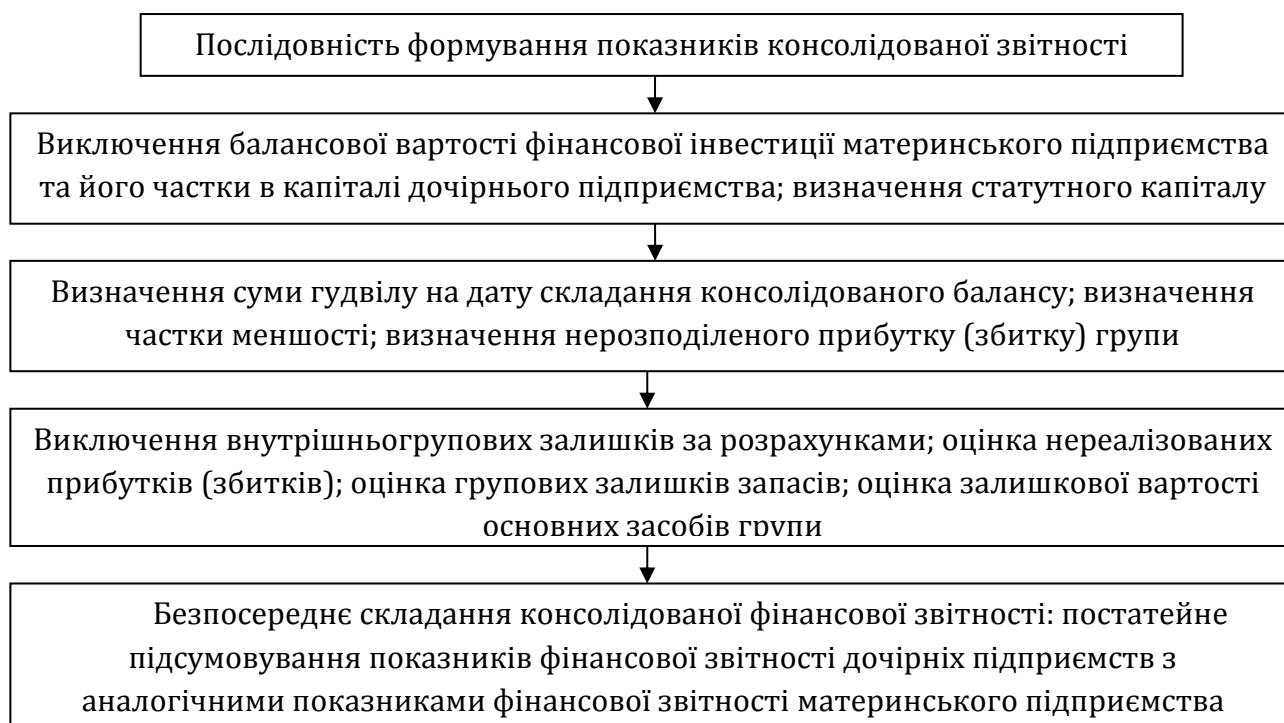 Послідовність формування показників консолідованої звітності
Виключення балансової вартості фінансової інвестиції материнського підприємства
та його частки в капіталі дочірнього підприємства; визначення статутного капіталу
Визначення суми гудвілу на дату складання консолідованого балансу; визначення
частки меншості; визначення нерозподіленого прибутку (збитку) групи
Виключення внутрішньогрупових залишків за розрахунками; оцінка нереалізованих
прибутків (збитків); оцінка групових залишків запасів; оцінка залишкової вартості
основних засобів групи
Безпосереднє складання консолідованої фінансової звітності: постатейне
підсумовування показників фінансової звітності дочірніх підприємств з
аналогічними показниками фінансової звітності материнського підприємства